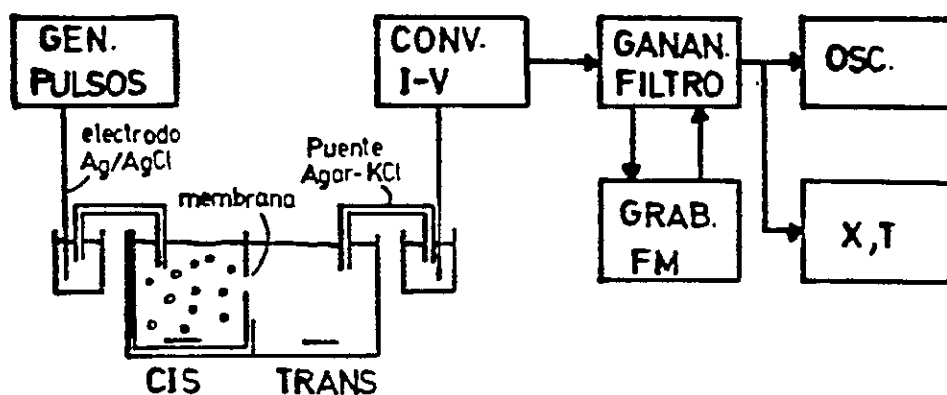 GEN.
PULSOS
CONV.
I-V
GANAN.
FILTRO
OSC.
electrodo
Ag/AgCl
Puente
Agar-KCl
membrana
GRAB.
FM
X,T
CIS
TRANS